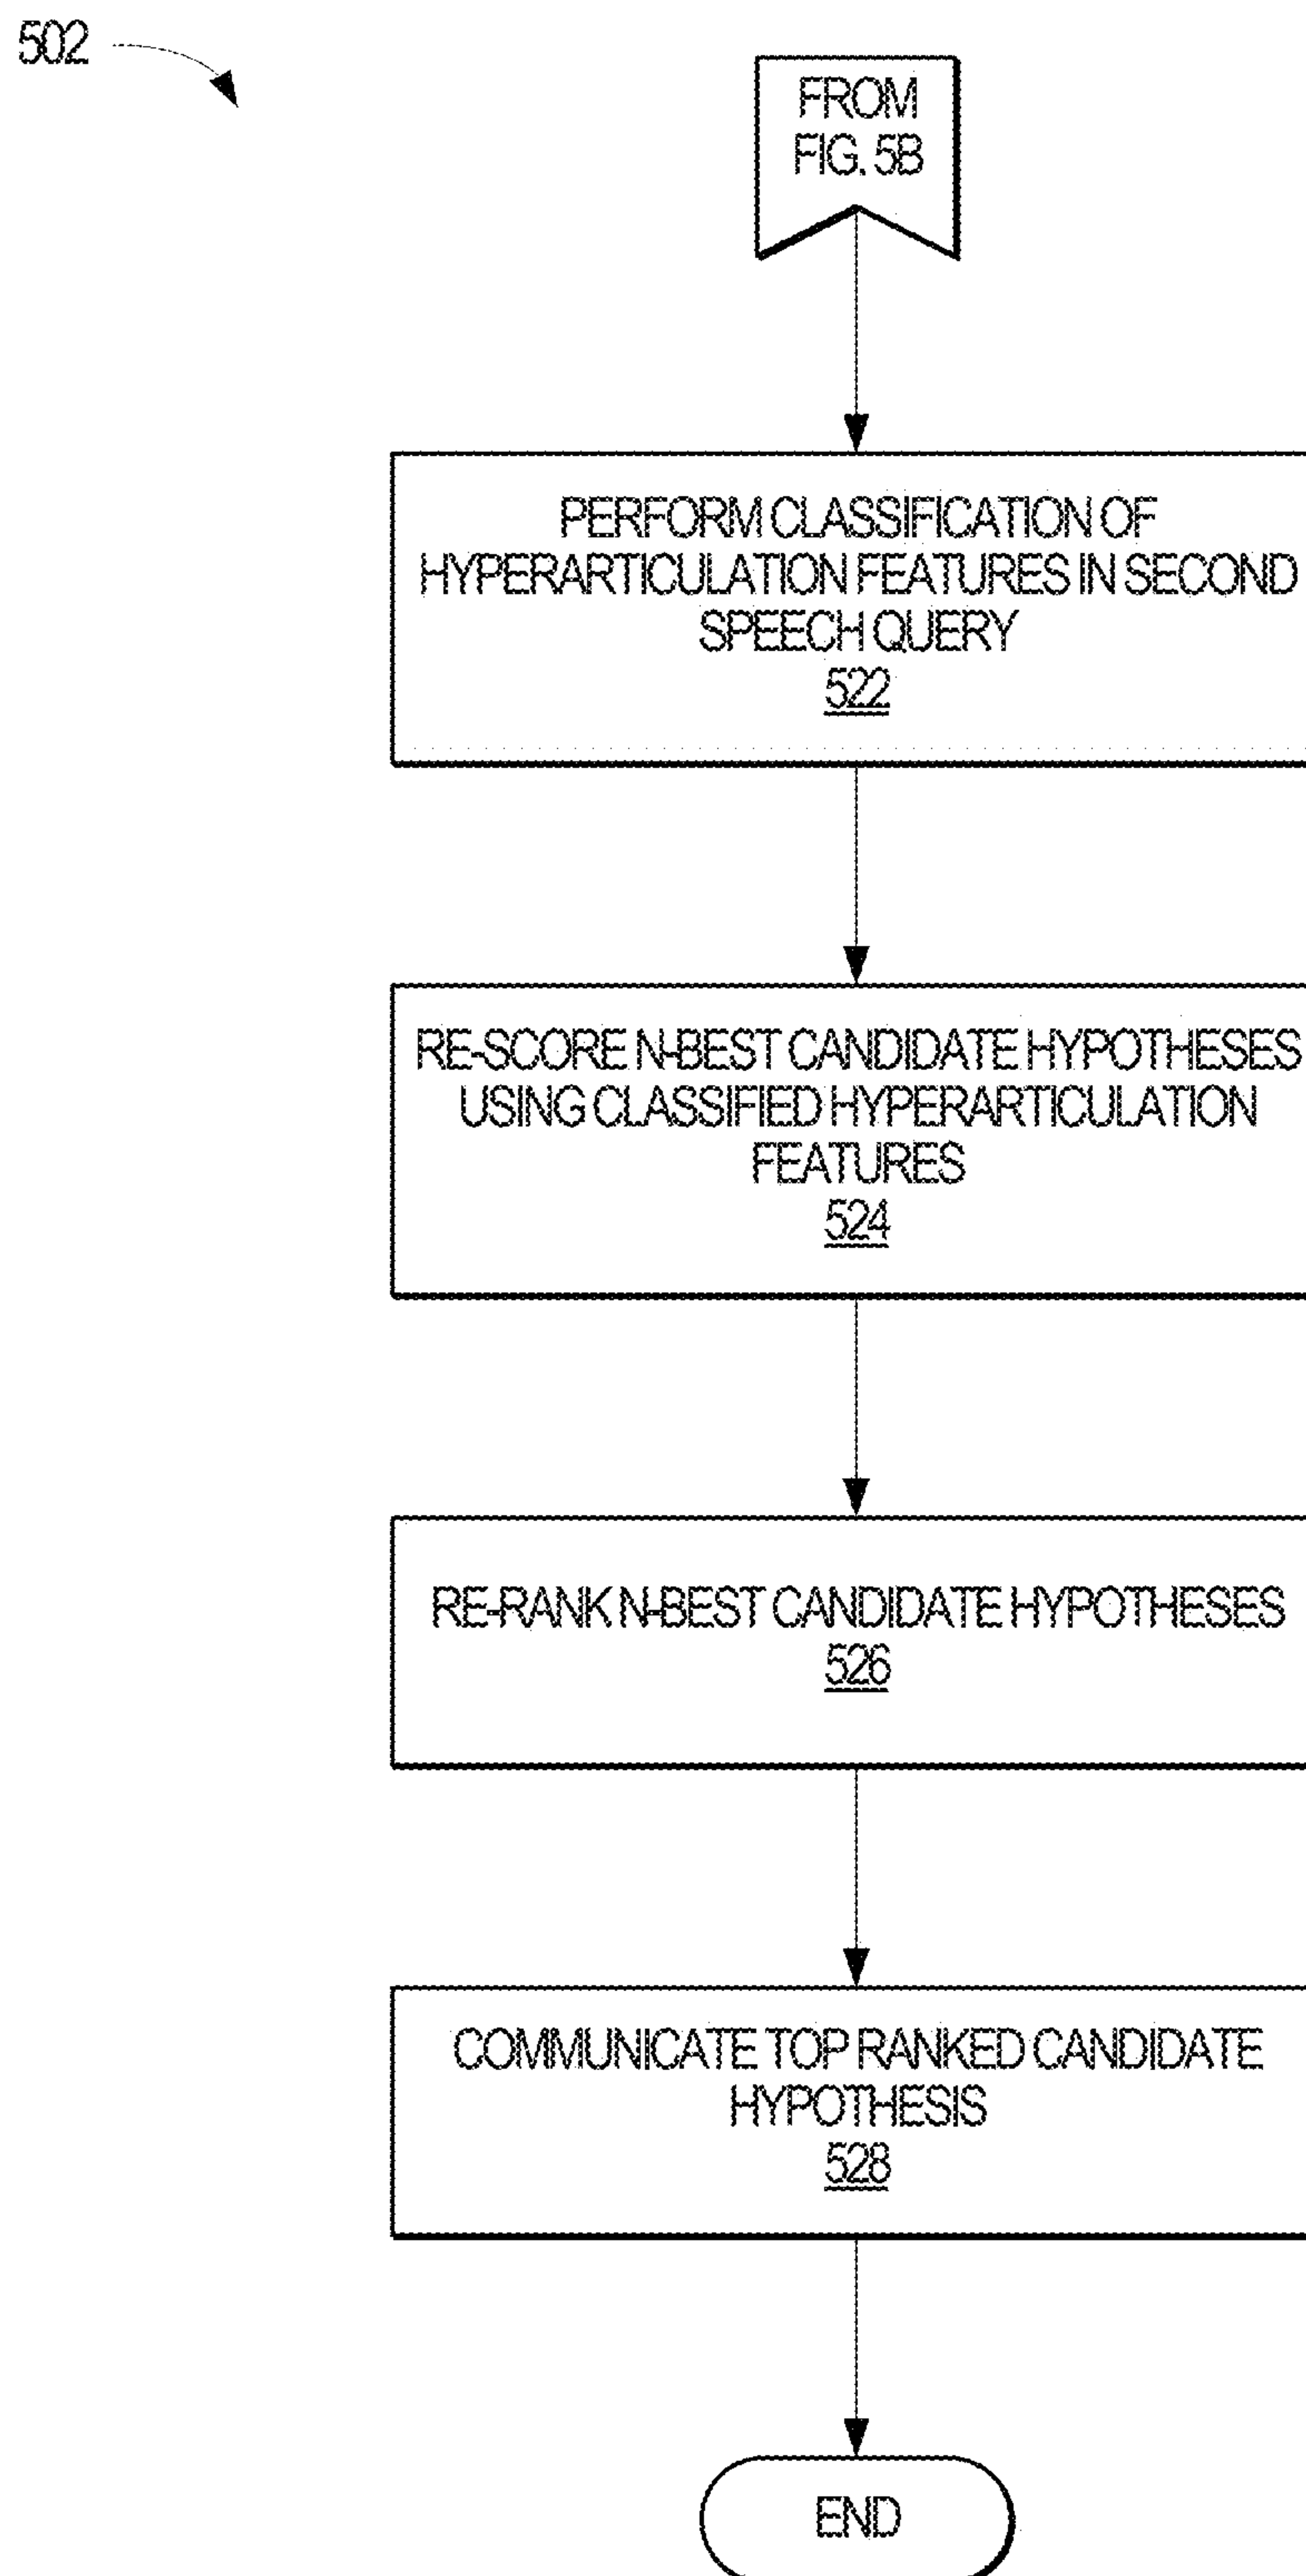 502
FROM
FIG. 5B
PERFORM CLASSIFICATION OF
HYPERARTICULATION FEATURES IN SECOND
SPEECH QUERY
522
RE-SCORE N-BEST CANDIDATE HYPOTHESES
USING CLASSIFIED HYPERARTICULATION
FEATURES
524
RE-RANK N-BEST CANDIDATE HYPOTHESES
526
COMMUNICATE TOP RANKED CANDIDATE
HYPOTHESIS
528
END